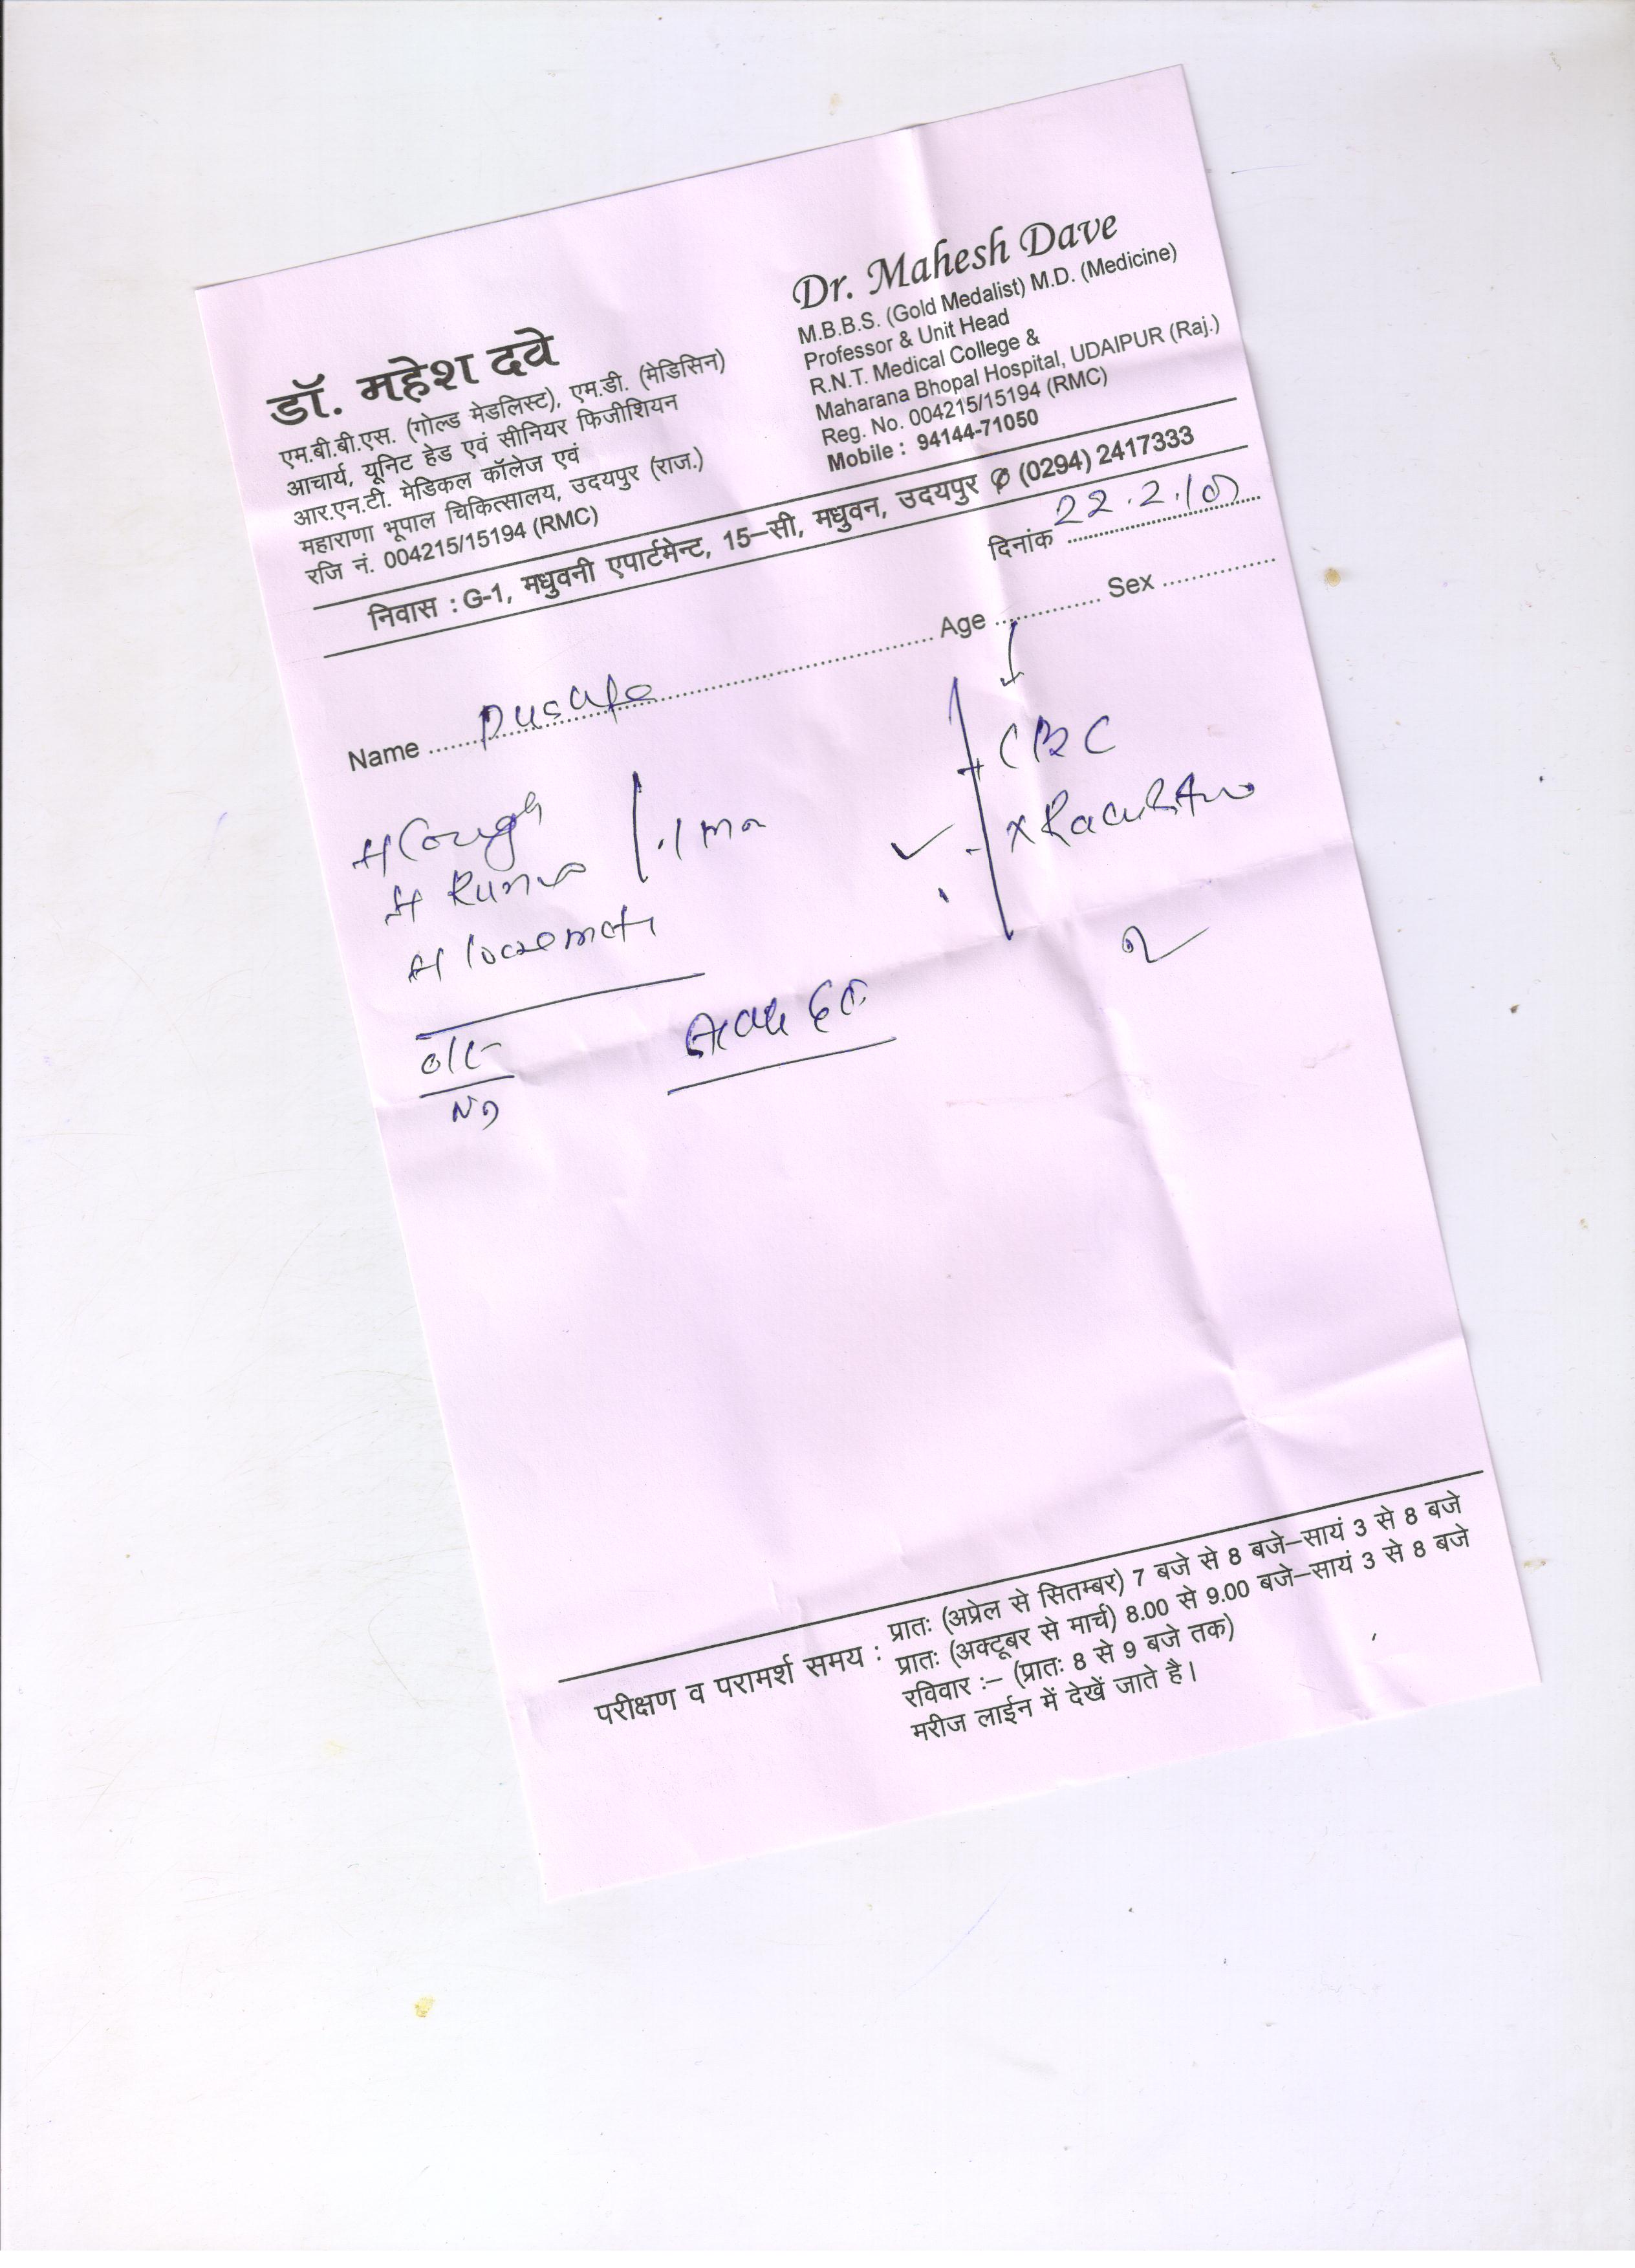 डॉ. महेश दवे
एम.बी.बी.एस. (गोल्ड मेडलिस्ट), एम.डी. (मेडिसिन)
आचार्य, यूनिट हेड एवं सीनियर फिजीशियन
आर.एन.टी. मेडिकल कॉलेज एवं
महाराणा भूपाल चिकित्सालय, उदयपुर (राज.)
रजि नं. 004215/15194 (RMC)
Dr. Mahesh Dave
M.B.B.S. (Gold Medalist) M.D. (Medicine)
Professor & Unit Head
R.N.T. Medical College &
Maharana Bhopal Hospital, UDAIPUR (Raj.)
Reg. No. 004215/15194 (RMC)
Mobile : 94144-71050
निवास : G-1, मधुवनी एपार्टमेन्ट, 15–सी, मधुवन, उदयपुर ✆ (0294) 2417333
दिनांक 22.2.10
Name Age Sex
Cough
1 mo
CBC
परीक्षण व परामर्श समय : प्रातः (अप्रेल से सितम्बर) 7 बजे से 8 बजे–सायं 3 से 8 बजे
प्रातः (अक्टूबर से मार्च) 8.00 से 9.00 बजे–सायं 3 से 8 बजे
रविवार :– (प्रातः 8 से 9 बजे तक)
मरीज लाईन में देखें जाते है।